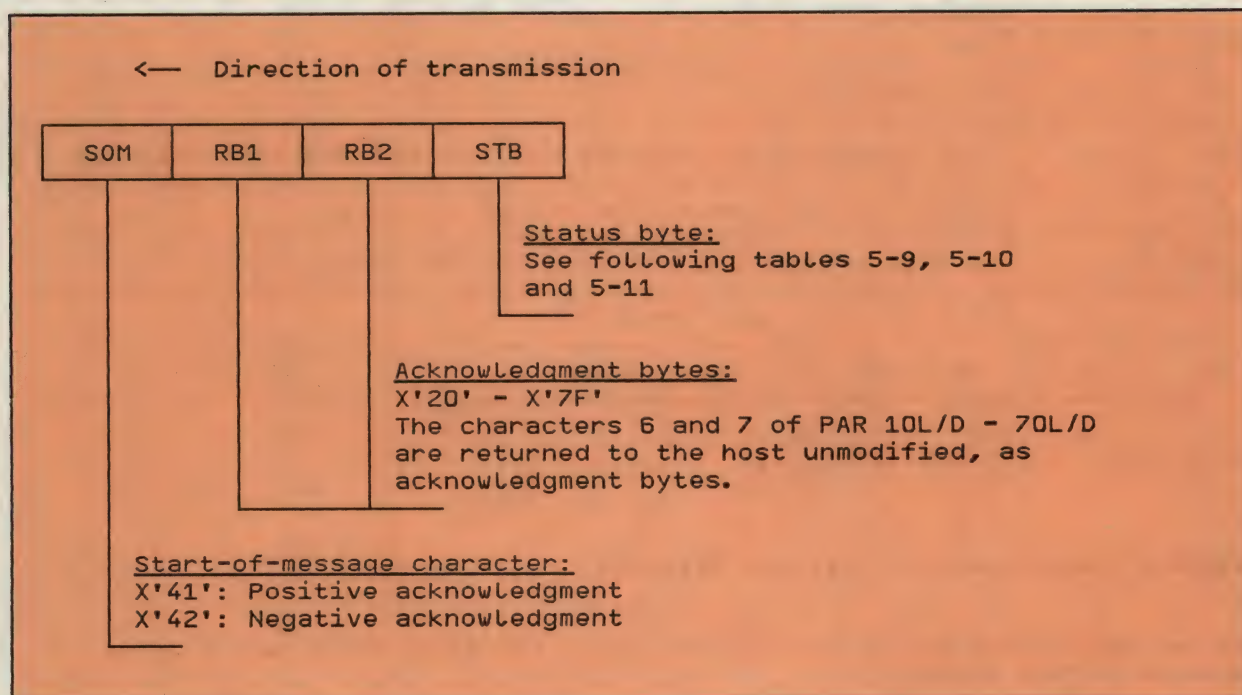 <— Direction of transmission
SOM RB1 RB2 STB
Status byte:
See following tables 5-9, 5-10
and 5-11
Acknowledgment bytes:
X'20' - X'7F'
The characters 6 and 7 of PAR 10L/D - 70L/D
are returned to the host unmodified, as
acknowledgment bytes.
Start-of-message character:
X'41': Positive acknowledgment
X'42': Negative acknowledgment